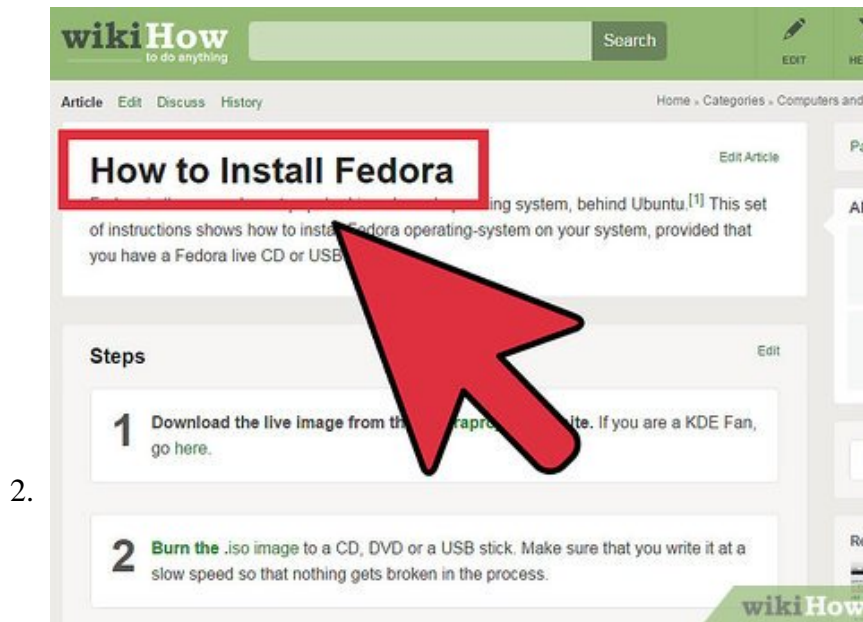 wikiHow
to do anything
Search
EDIT
Article Edit Discuss History
Home » Categories » Computers and
How to Install Fedora
Edit Article
ing system, behind Ubuntu.[1] This set
of instructions shows how to install Fedora operating-system on your system, provided that
you have a Fedora live CD or USB
Steps
Edit
1 Download the live image from ite. If you are a KDE Fan,
go here.
2.
2 Burn the .iso image to a CD, DVD or a USB stick. Make sure that you write it at a
slow speed so that nothing gets broken in the process.
wikiHow